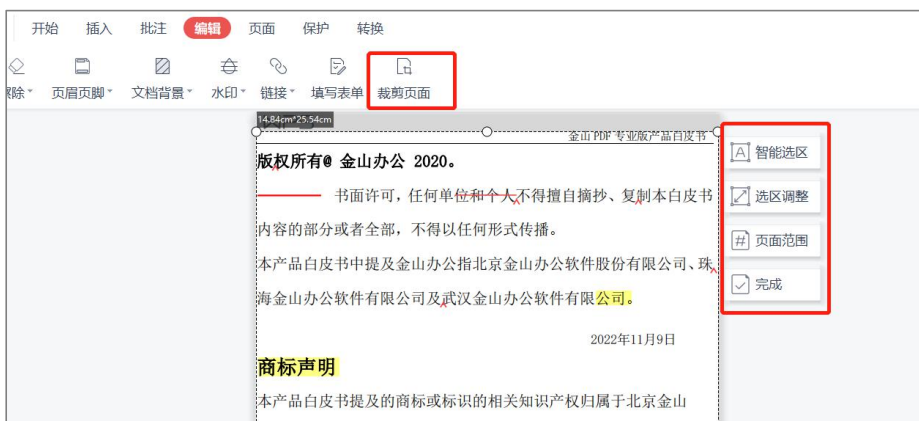 开始 插入 批注 编辑 页面 保护 转换
擦除 页眉页脚 文档背景 水印 链接 填写表单 裁剪页面
14.84cm*25.54cm
金山 PDF 专业版产品白皮书
版权所有@ 金山办公 2020。
书面许可，任何单位和个人不得擅自摘抄、复制本白皮书
内容的部分或者全部，不得以任何形式传播。
本产品白皮书中提及金山办公指北京金山办公软件股份有限公司、珠
海金山办公软件有限公司及武汉金山办公软件有限公司。
2022年11月9日
商标声明
本产品白皮书提及的商标或标识的相关知识产权归属于北京金山
智能选区
选区调整
页面范围
完成